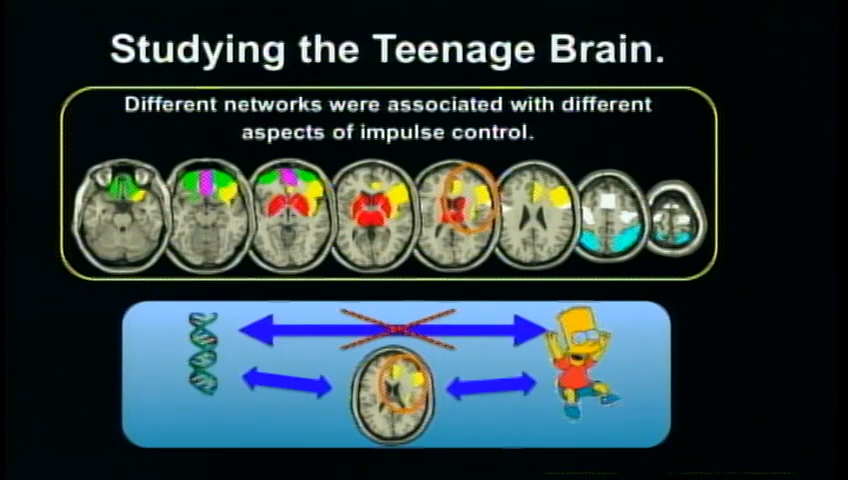 Studying the Teenage Brain.
Different networks were associated with different
aspects of impulse control.